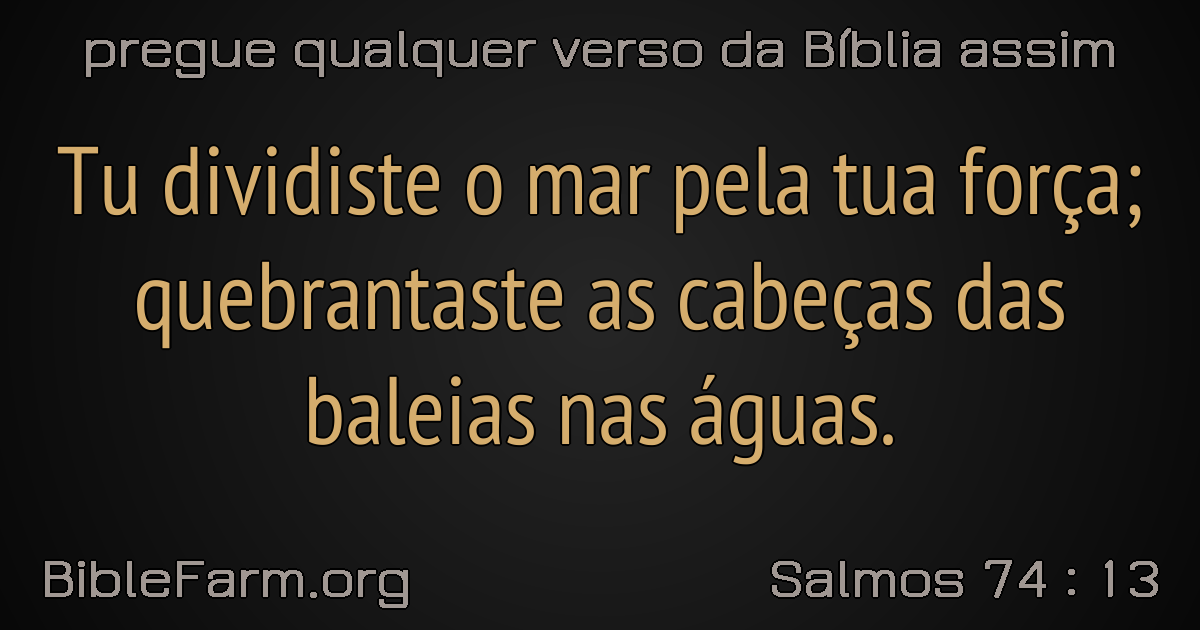 pregue qualquer verso da Bíblia assim
Tu dividiste o mar pela tua força;
quebrantaste as cabeças das
baleias nas águas.
BibleFarm.org
Salmos 74 : 13